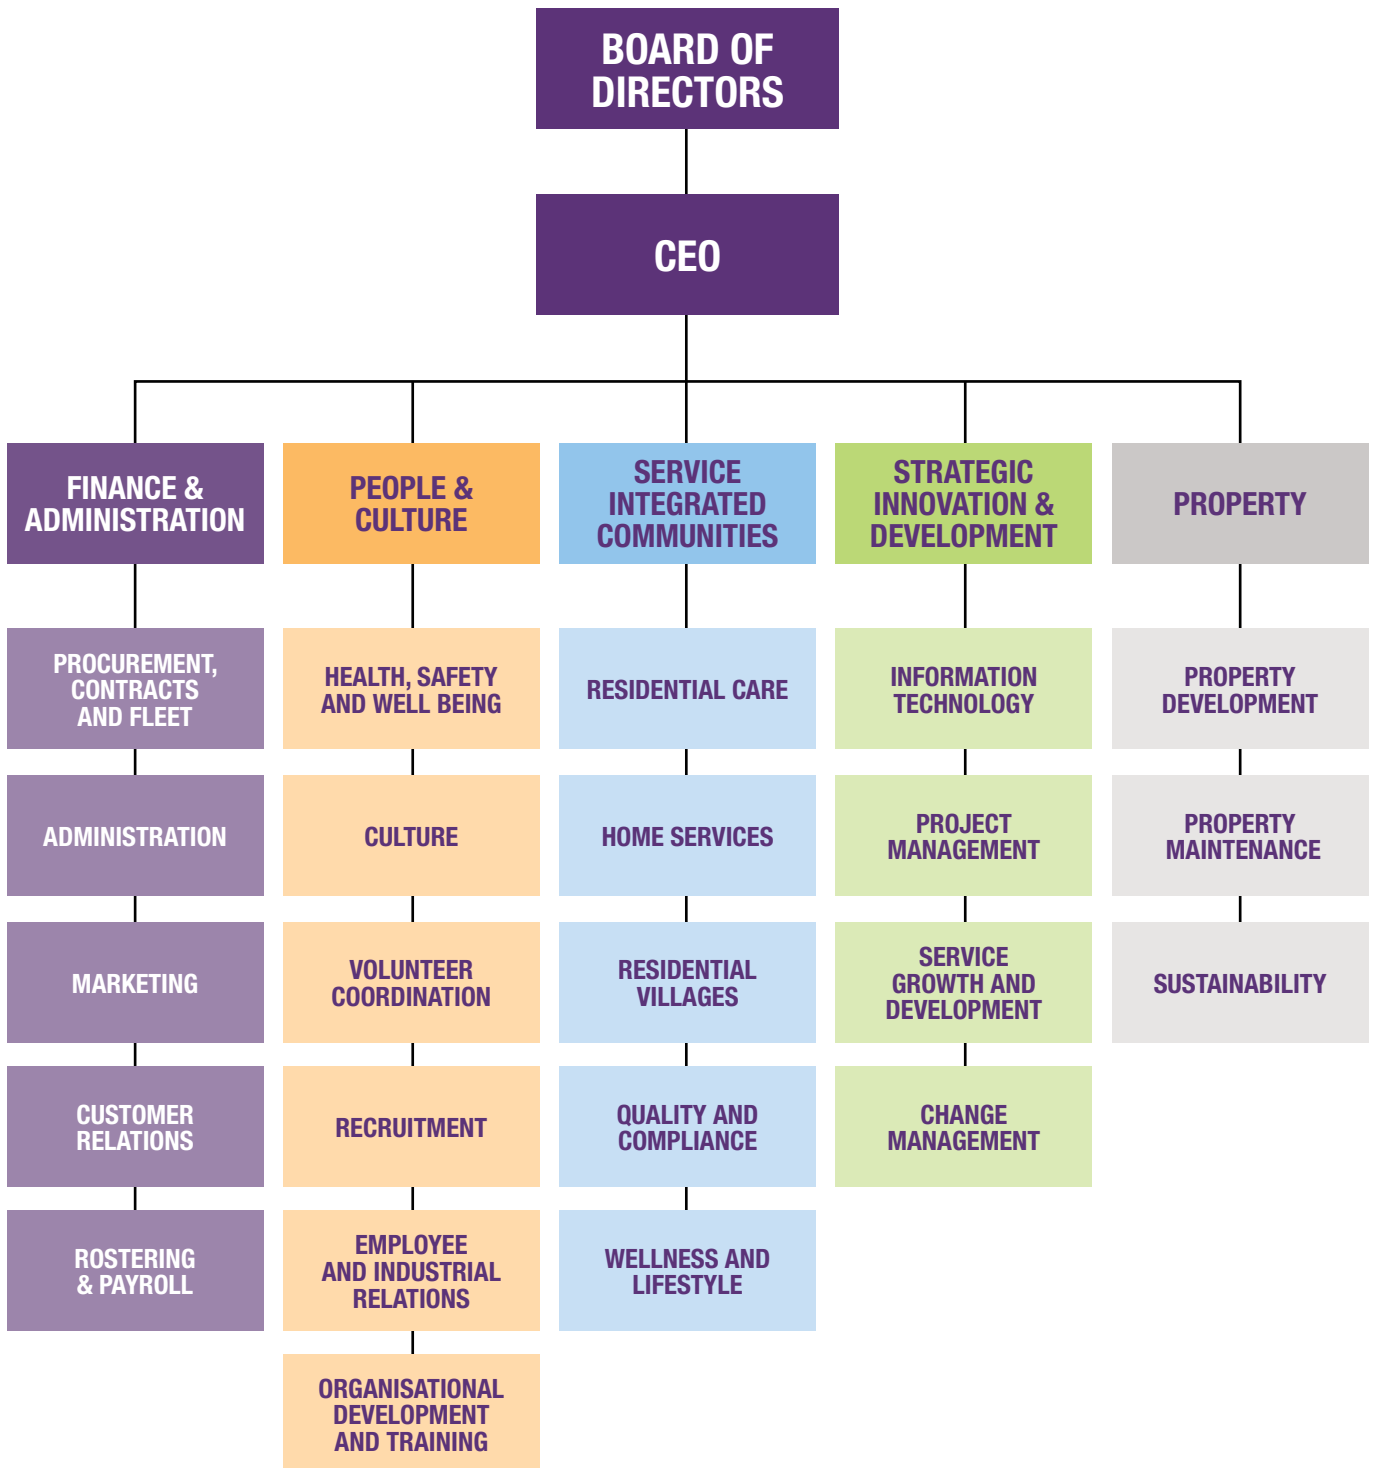 BOARD OF
DIRECTORS
CEO
FINANCE &
ADMINISTRATION
PEOPLE &
CULTURE
SERVICE
INTEGRATED
COMMUNITIES
STRATEGIC
INNOVATION &
DEVELOPMENT
PROPERTY
PROCUREMENT,
CONTRACTS
AND FLEET
HEALTH, SAFETY
AND WELL BEING
RESIDENTIAL CARE
INFORMATION
TECHNOLOGY
PROPERTY
DEVELOPMENT
ADMINISTRATION
CULTURE
HOME SERVICES
PROJECT
MANAGEMENT
PROPERTY
MAINTENANCE
MARKETING
VOLUNTEER
COORDINATION
RESIDENTIAL
VILLAGES
SERVICE
GROWTH AND
DEVELOPMENT
SUSTAINABILITY
CUSTOMER
RELATIONS
RECRUITMENT
QUALITY AND
COMPLIANCE
CHANGE
MANAGEMENT
ROSTERING
& PAYROLL
EMPLOYEE
AND INDUSTRIAL
RELATIONS
WELLNESS AND
LIFESTYLE
ORGANISATIONAL
DEVELOPMENT
AND TRAINING